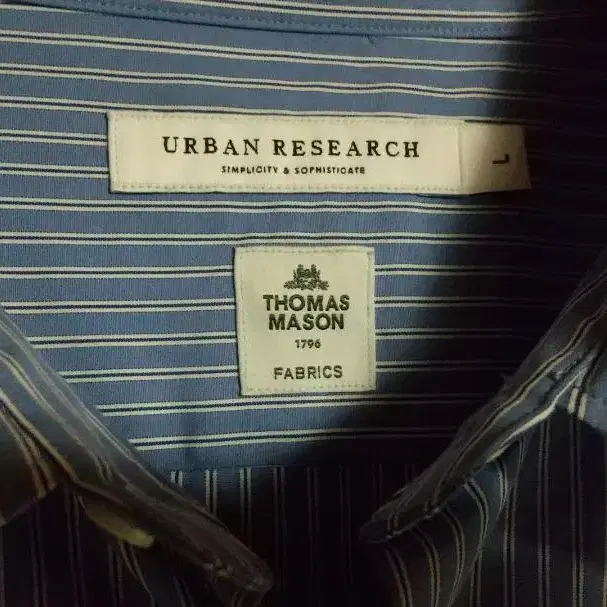 URBAN RESEARCH
SIMPLICITY & SOPHISTICATE
L
THOMAS
MASON
1796
FABRICS